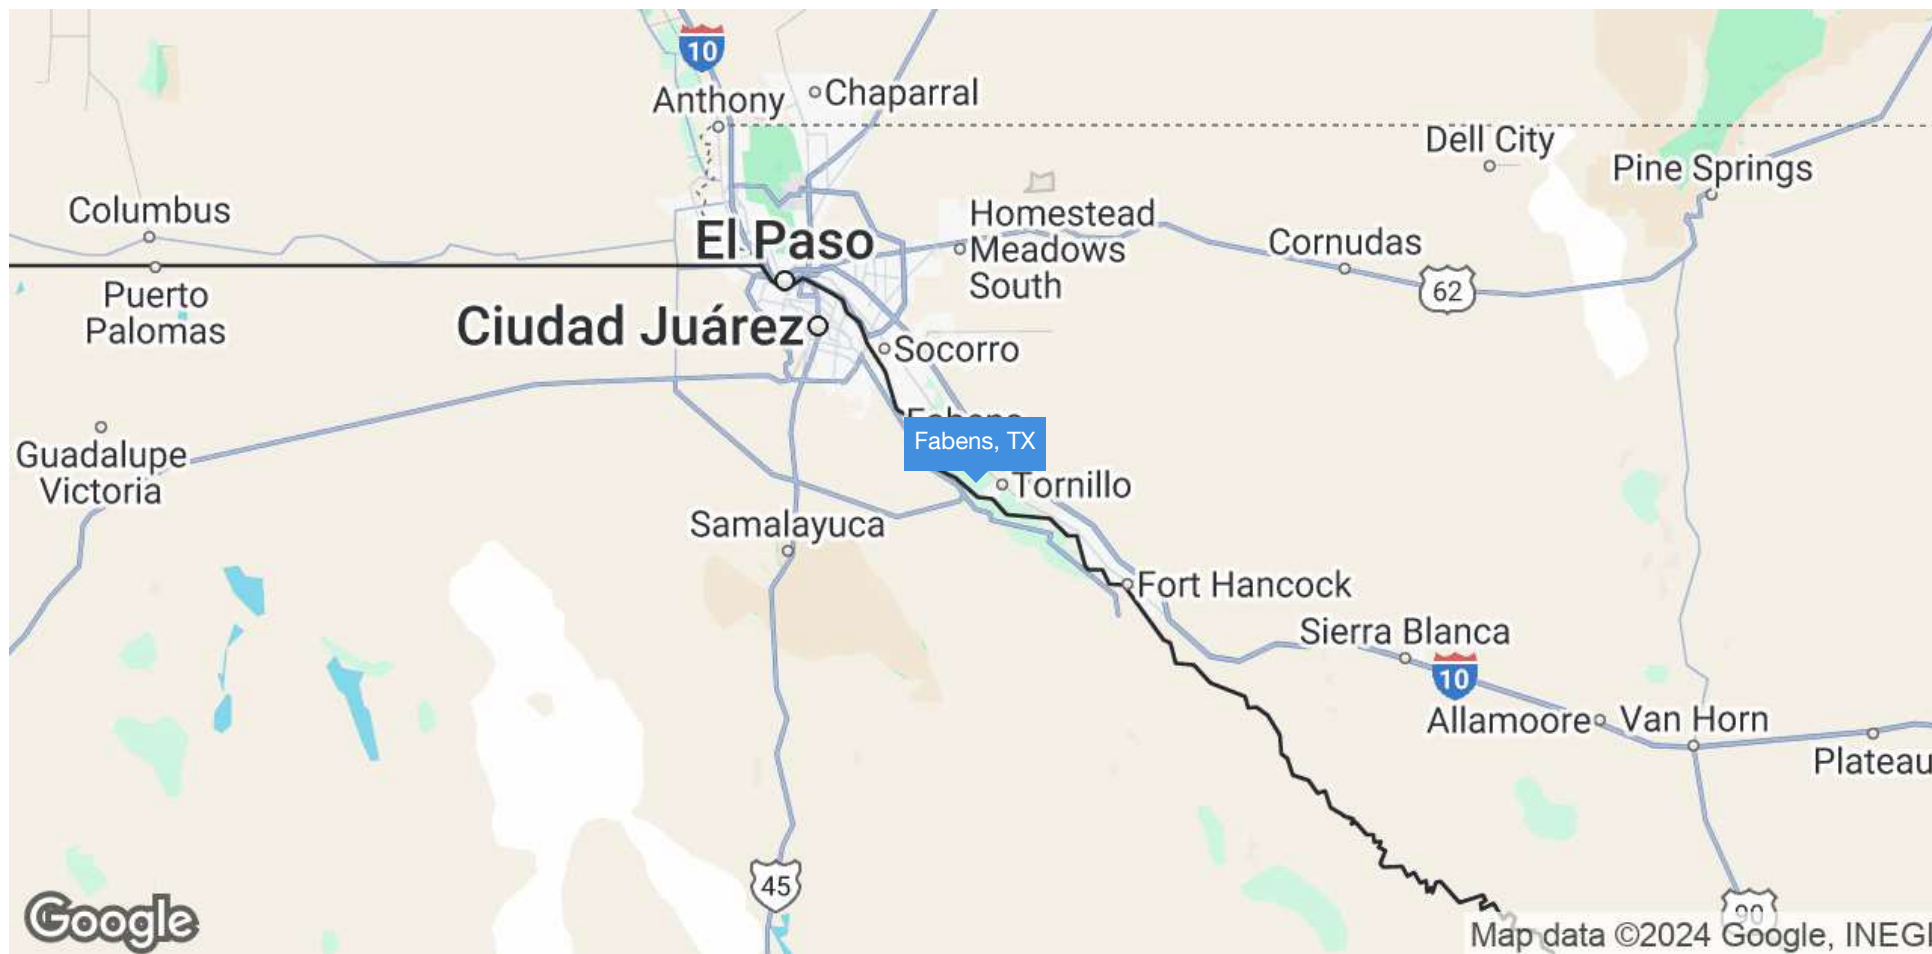 10
Anthony
Chaparral
Dell City
Pine Springs
Columbus
El Paso
Homestead
Meadows
South
Cornudas
62
Puerto
Palomas
Ciudad Juárez
Socorro
Fabens
Fabens, TX
Guadalupe
Victoria
Tornillo
Samalayuca
Fort Hancock
Sierra Blanca
10
Allamoore
Van Horn
Plateau
45
90
Google
Map data ©2024 Google, INEGI